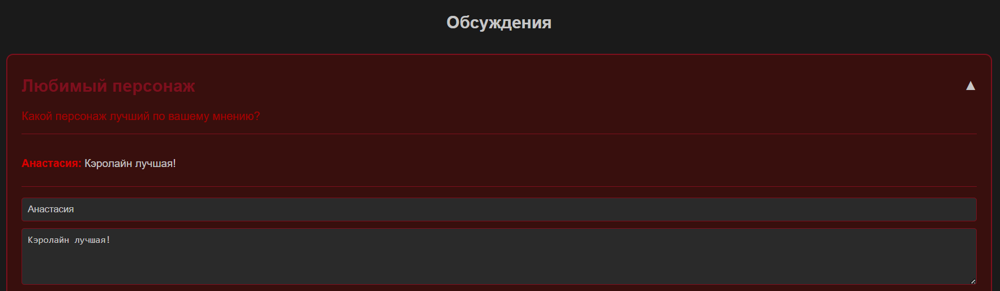 Обсуждения
Любимый персонаж
▲
Какой персонаж лучший по вашему мнению?
Анастасия: Кэролайн лучшая!
Анастасия
Кэролайн лучшая!